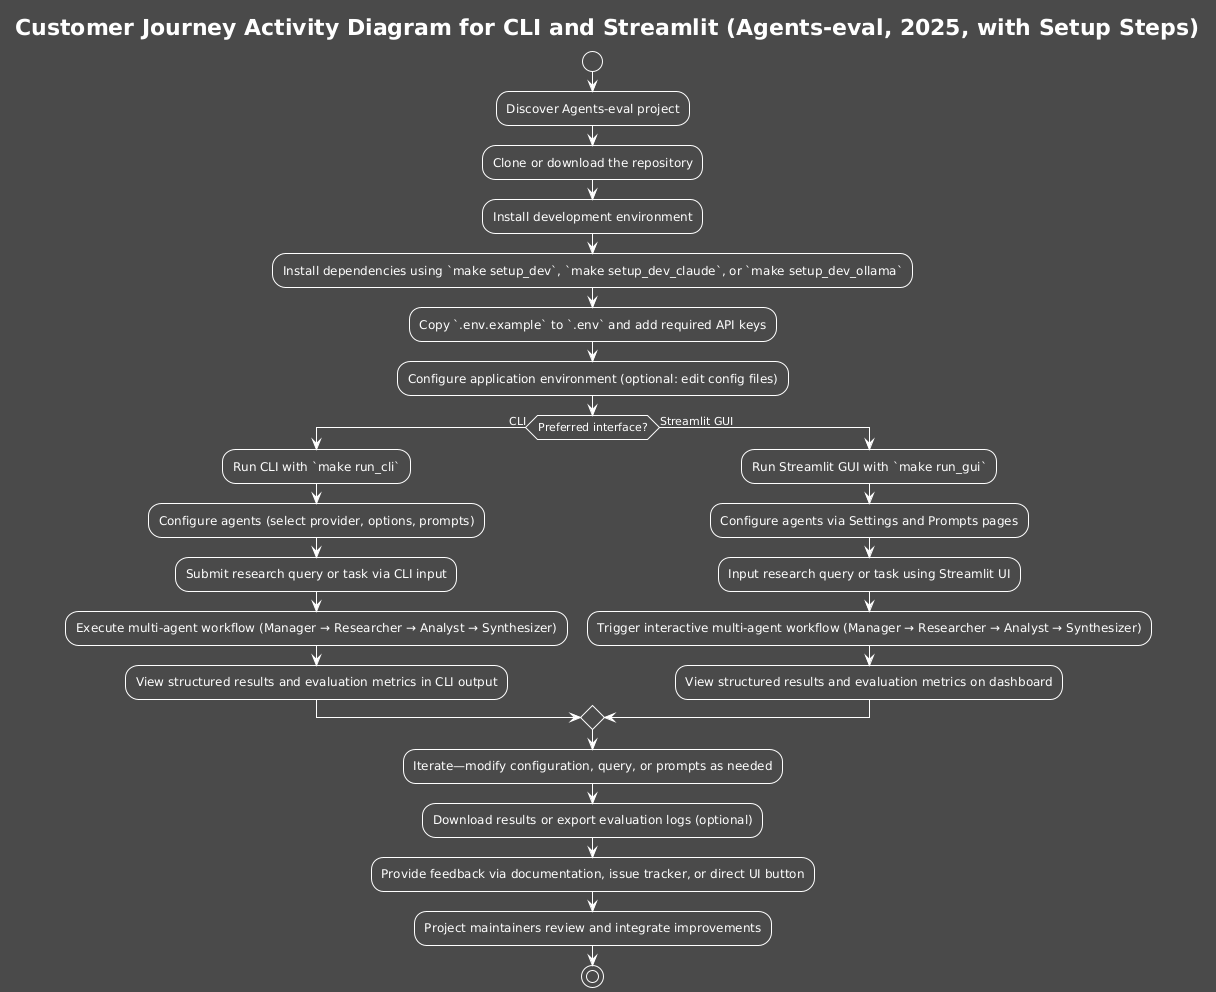 Customer Journey Activity Diagram for CLI and Streamlit (Agents-eval, 2025, with Setup Steps)
Discover Agents-eval project
Clone or download the repository
Install development environment
Install dependencies using `make setup_dev`, `make setup_dev_claude`, or `make setup_dev_ollama`
Copy `.env.example` to `.env` and add required API keys
Configure application environment (optional: edit config files)
Preferred interface?
CLI
Streamlit GUI
Run CLI with `make run_cli`
Configure agents (select provider, options, prompts)
Submit research query or task via CLI input
Execute multi-agent workflow (Manager → Researcher → Analyst → Synthesizer)
View structured results and evaluation metrics in CLI output
Run Streamlit GUI with `make run_gui`
Configure agents via Settings and Prompts pages
Input research query or task using Streamlit UI
Trigger interactive multi-agent workflow (Manager → Researcher → Analyst → Synthesizer)
View structured results and evaluation metrics on dashboard
Iterate—modify configuration, query, or prompts as needed
Download results or export evaluation logs (optional)
Provide feedback via documentation, issue tracker, or direct UI button
Project maintainers review and integrate improvements